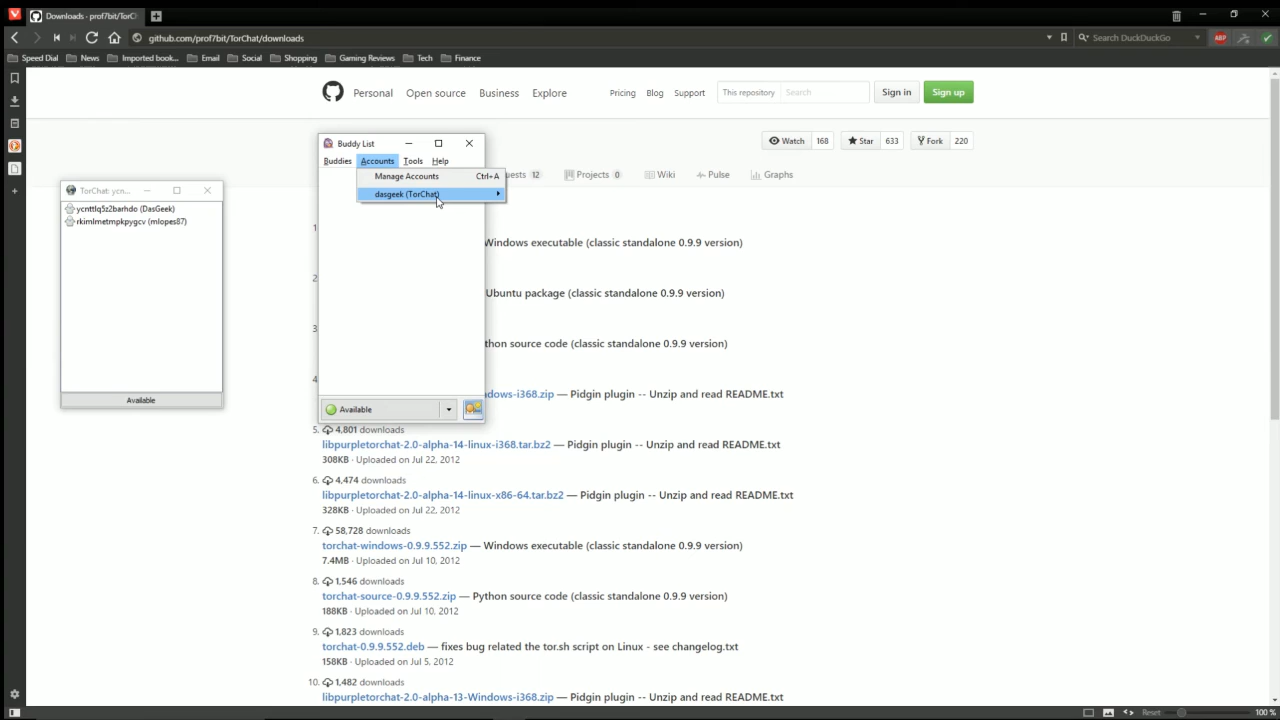 Downloads · prof7bit/TorCh
github.com/prof7bit/TorChat/downloads
Search DuckDuckGo
ABP
Speed Dial
News
Imported book...
Email
Social
Shopping
Gaming Reviews
Tech
Finance
Personal
Open source
Business
Explore
Pricing
Blog
Support
This repository
Search
Sign in
Sign up
Watch
168
Star
633
Fork
220
Buddy List
Buddies
Accounts
Tools
Help
Manage Accounts
Ctrl+A
dasgeek (TorChat)
uests
12
Projects
0
Wiki
Pulse
Graphs
TorChat: ycn...
ycnttlq5z2barhdo (DasGeek)
rkimlmetmpkpygcv (mlopes87)
Available
Available
1
Windows executable (classic standalone 0.9.9 version)
2
Ubuntu package (classic standalone 0.9.9 version)
3
thon source code (classic standalone 0.9.9 version)
4
dows-i368.zip — Pidgin plugin -- Unzip and read README.txt
5. 4,801 downloads
libpurpletorchat-2.0-alpha-14-linux-i368.tar.bz2 — Pidgin plugin -- Unzip and read README.txt
308KB · Uploaded on Jul 22, 2012
6. 4,474 downloads
libpurpletorchat-2.0-alpha-14-linux-x86-64.tar.bz2 — Pidgin plugin -- Unzip and read README.txt
328KB · Uploaded on Jul 22, 2012
7. 58,728 downloads
torchat-windows-0.9.9.552.zip — Windows executable (classic standalone 0.9.9 version)
7.4MB · Uploaded on Jul 10, 2012
8. 1,546 downloads
torchat-source-0.9.9.552.zip — Python source code (classic standalone 0.9.9 version)
188KB · Uploaded on Jul 10, 2012
9. 1,823 downloads
torchat-0.9.9.552.deb — fixes bug related the tor.sh script on Linux - see changelog.txt
158KB · Uploaded on Jul 5, 2012
10. 1,482 downloads
libpurpletorchat-2.0-alpha-13-Windows-i368.zip — Pidgin plugin -- Unzip and read README.txt
Reset
100 %